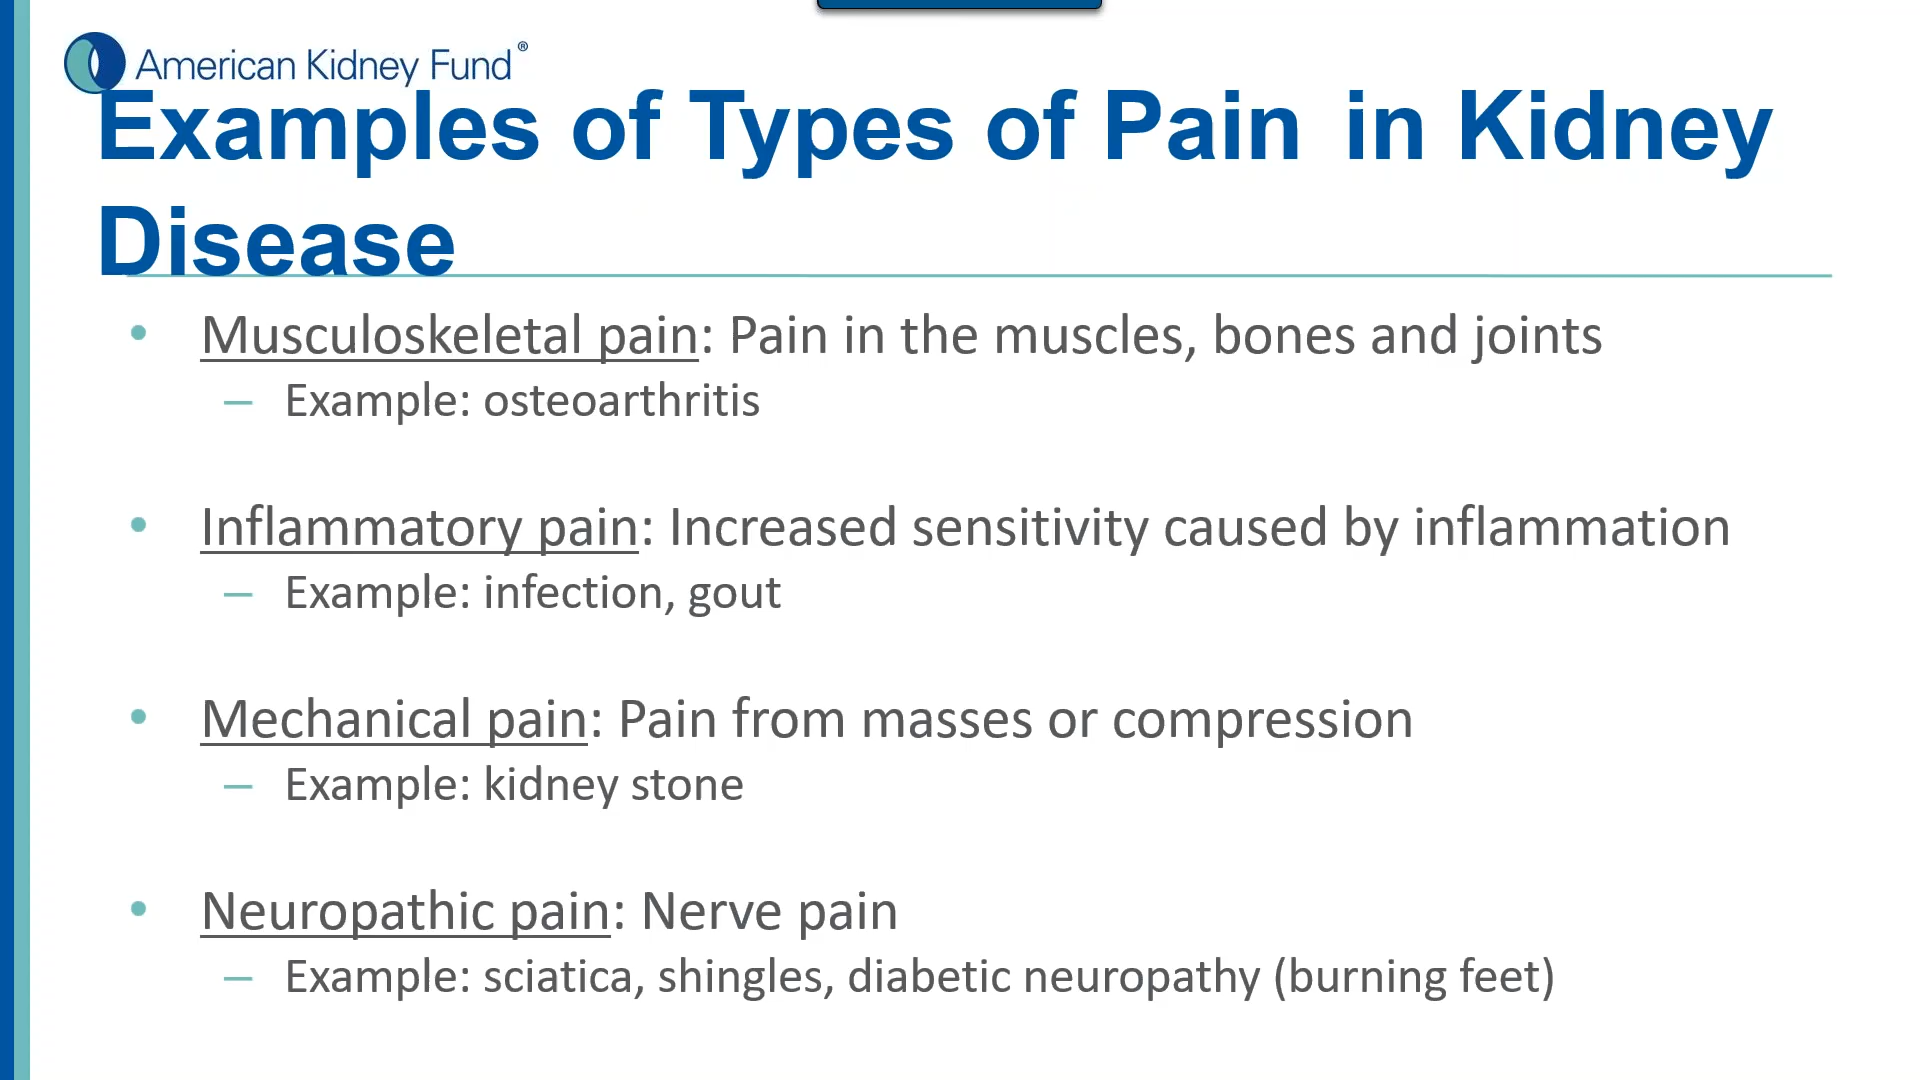 American Kidney Fund®
Examples of Types of Pain in Kidney
Disease
• Musculoskeletal pain: Pain in the muscles, bones and joints
– Example: osteoarthritis
• Inflammatory pain: Increased sensitivity caused by inflammation
– Example: infection, gout
• Mechanical pain: Pain from masses or compression
– Example: kidney stone
• Neuropathic pain: Nerve pain
– Example: sciatica, shingles, diabetic neuropathy (burning feet)